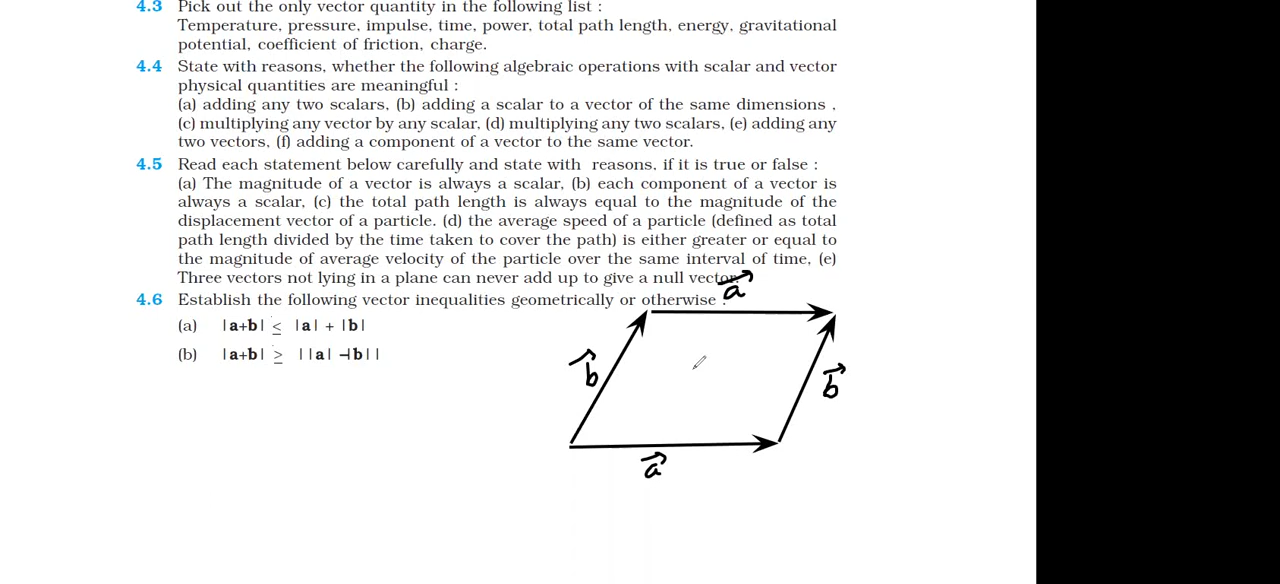 4.3 Pick out the only vector quantity in the following list :
Temperature, pressure, impulse, time, power, total path length, energy, gravitational
potential, coefficient of friction, charge.
4.4 State with reasons, whether the following algebraic operations with scalar and vector
physical quantities are meaningful :
(a) adding any two scalars, (b) adding a scalar to a vector of the same dimensions ,
(c) multiplying any vector by any scalar, (d) multiplying any two scalars, (e) adding any
two vectors, (f) adding a component of a vector to the same vector.
4.5 Read each statement below carefully and state with reasons, if it is true or false :
(a) The magnitude of a vector is always a scalar, (b) each component of a vector is
always a scalar, (c) the total path length is always equal to the magnitude of the
displacement vector of a particle. (d) the average speed of a particle (defined as total
path length divided by the time taken to cover the path) is either greater or equal to
the magnitude of average velocity of the particle over the same interval of time, (e)
Three vectors not lying in a plane can never add up to give a null vector.
a⃗
4.6 Establish the following vector inequalities geometrically or otherwise :
(a) |a+b| ≤ |a| + |b|
(b) |a+b| ≥ ||a| −|b||
b⃗
b⃗
a⃗